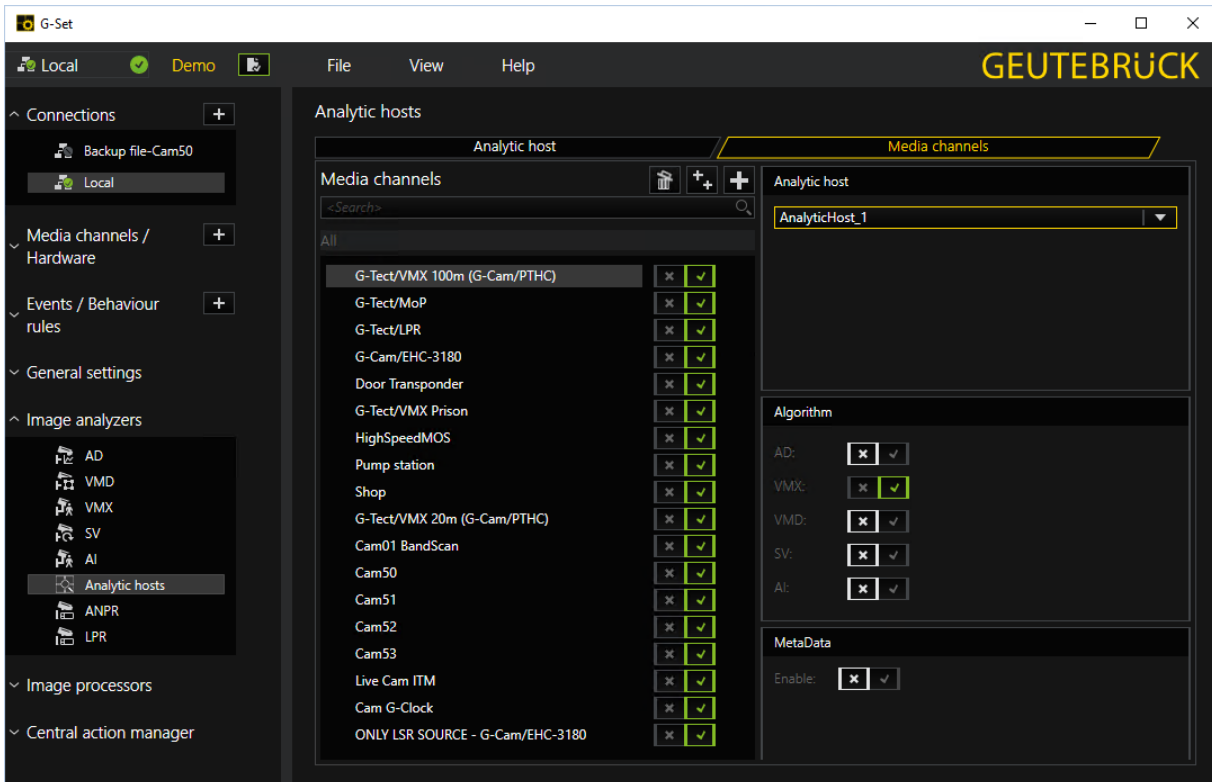 G-Set
Local
Demo
File
View
Help
GEUTEBRÜCK
Connections
Backup file-Cam50
Local
Media channels /
Hardware
Events / Behaviour
rules
General settings
Image analyzers
AD
VMD
VMX
SV
AI
Analytic hosts
ANPR
LPR
Image processors
Central action manager
Analytic hosts
Analytic host
Media channels
Media channels
<Search>
All
G-Tect/VMX 100m (G-Cam/PTHC)
G-Tect/MoP
G-Tect/LPR
G-Cam/EHC-3180
Door Transponder
G-Tect/VMX Prison
HighSpeedMOS
Pump station
Shop
G-Tect/VMX 20m (G-Cam/PTHC)
Cam01 BandScan
Cam50
Cam51
Cam52
Cam53
Live Cam ITM
Cam G-Clock
ONLY LSR SOURCE - G-Cam/EHC-3180
Analytic host
AnalyticHost_1
Algorithm
AD:
VMX:
VMD:
SV:
AI:
MetaData
Enable: